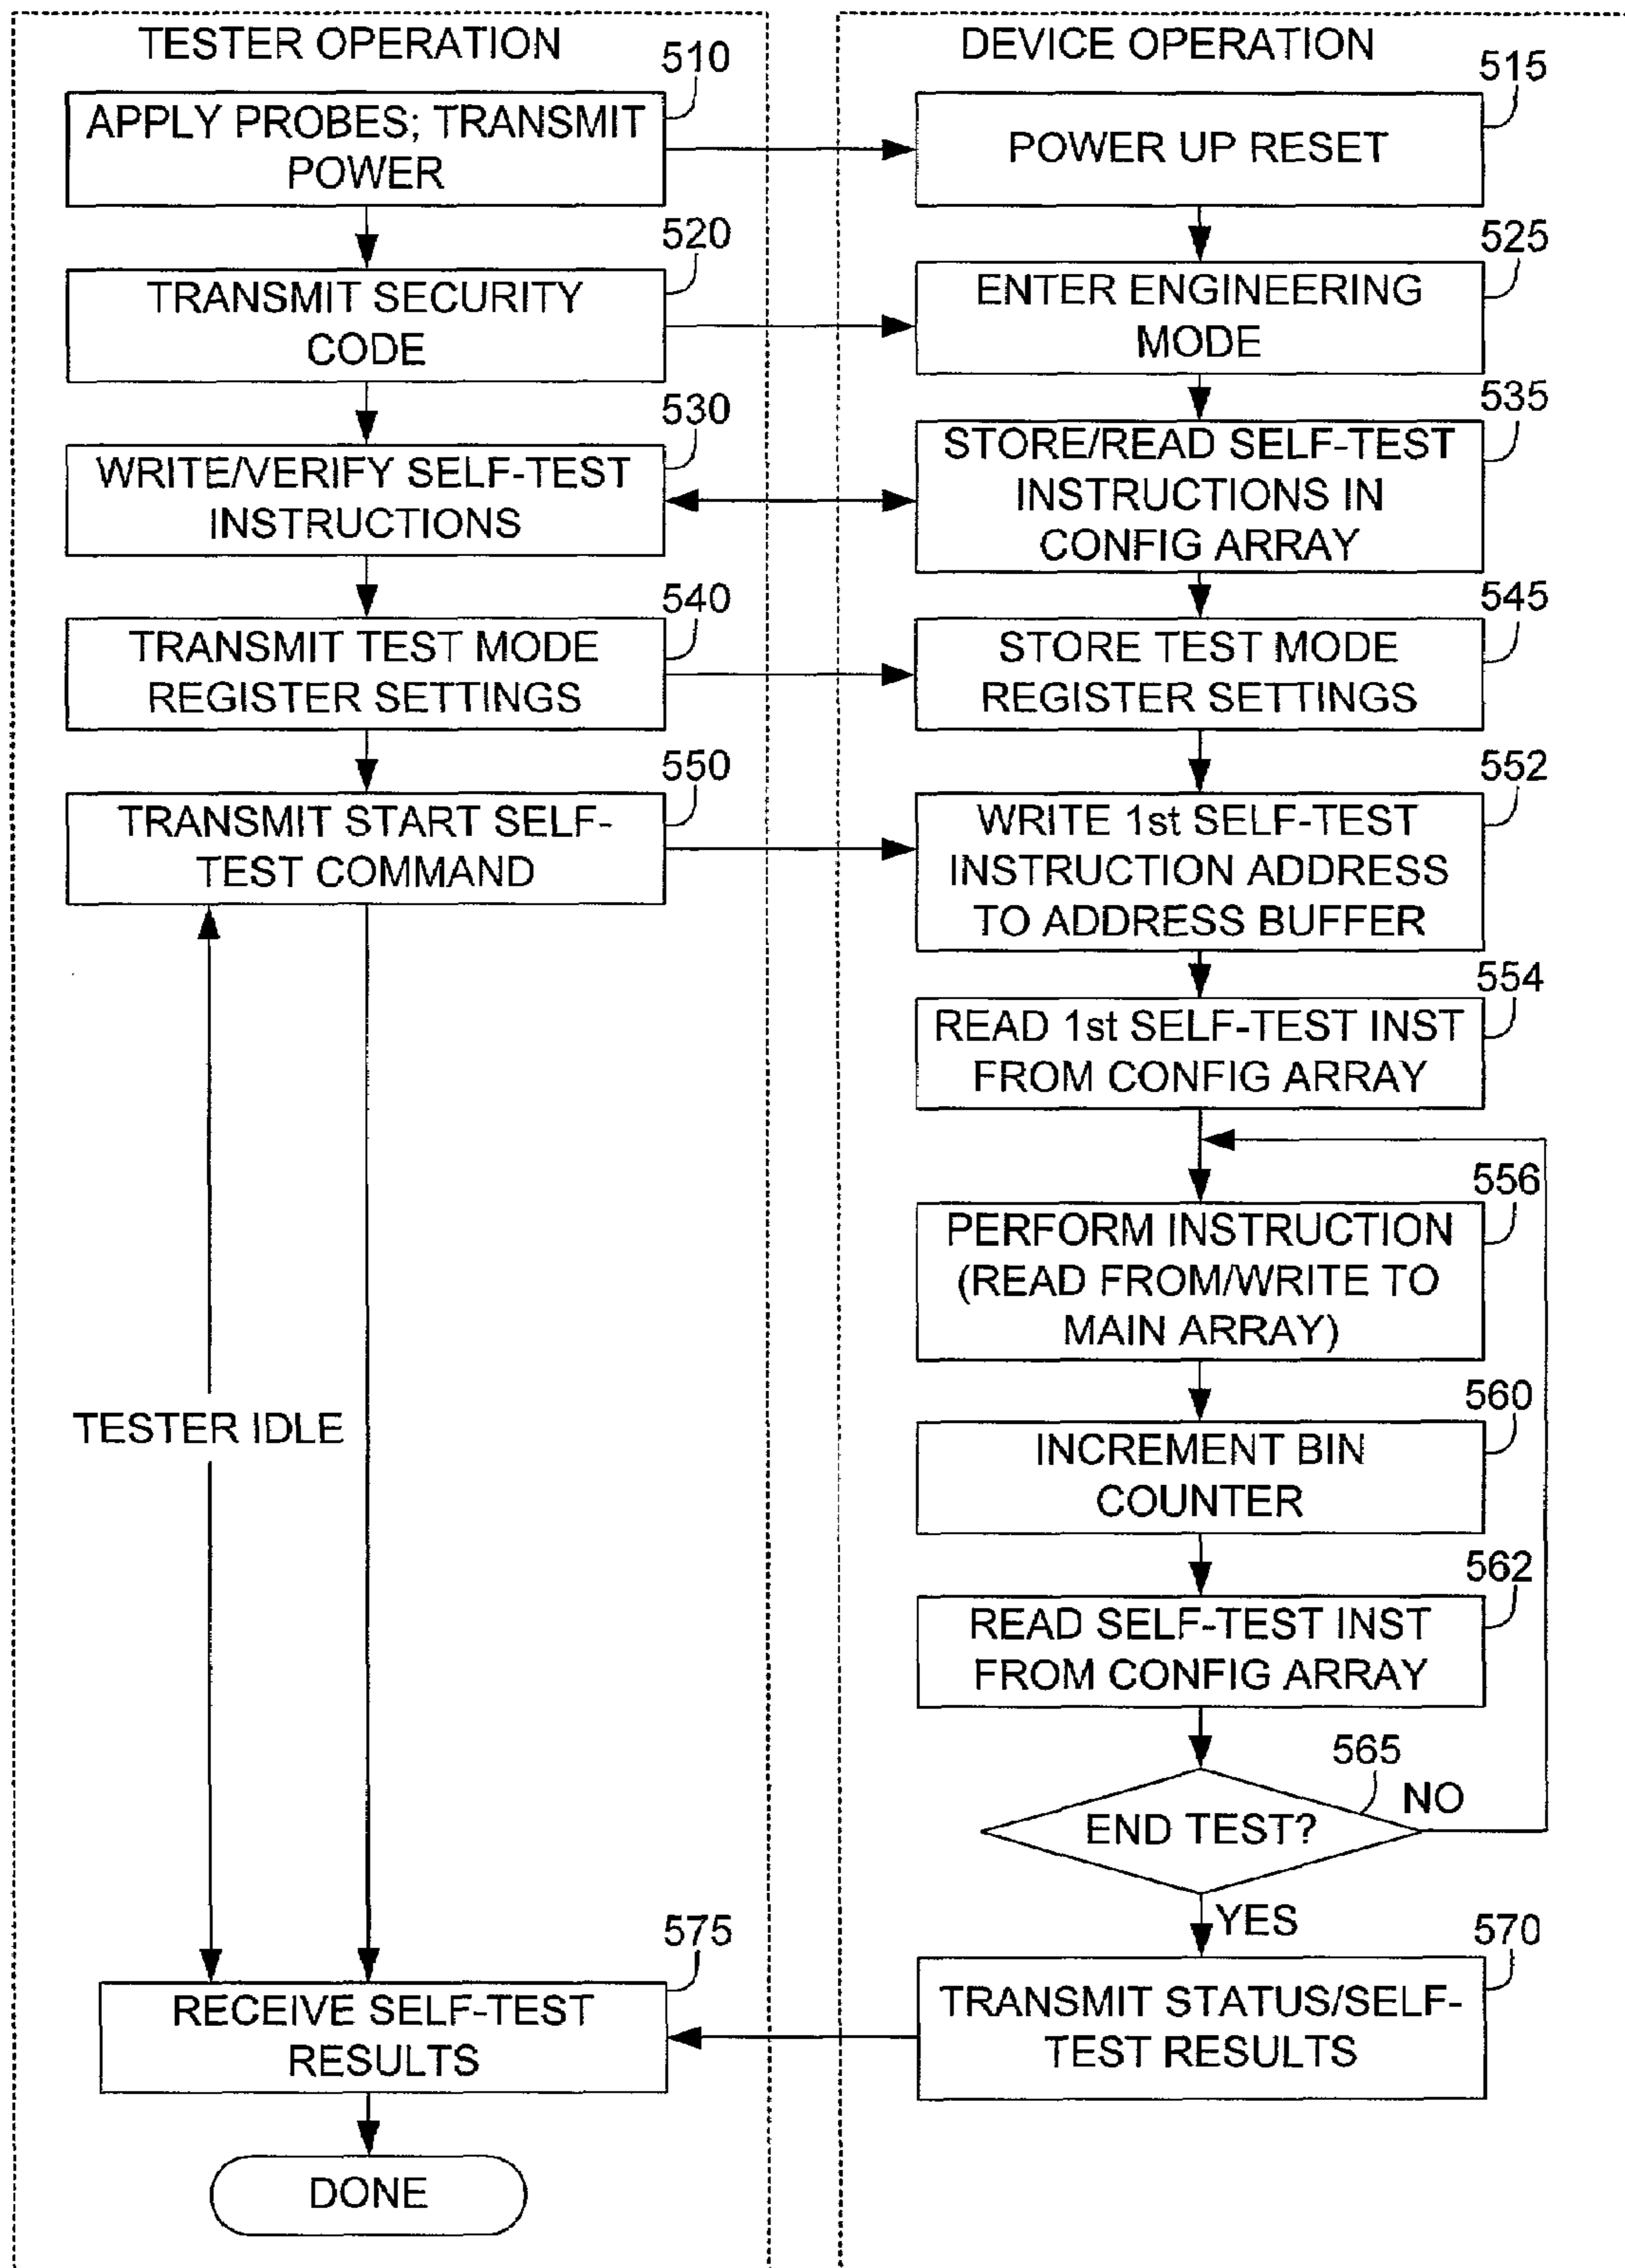 TESTER OPERATION
510
APPLY PROBES; TRANSMIT
POWER
520
TRANSMIT SECURITY
CODE
530
WRITE/VERIFY SELF-TEST
INSTRUCTIONS
540
TRANSMIT TEST MODE
REGISTER SETTINGS
550
TRANSMIT START SELF-
TEST COMMAND
TESTER IDLE
575
RECEIVE SELF-TEST
RESULTS
DONE
DEVICE OPERATION
515
POWER UP RESET
525
ENTER ENGINEERING
MODE
535
STORE/READ SELF-TEST
INSTRUCTIONS IN
CONFIG ARRAY
545
STORE TEST MODE
REGISTER SETTINGS
552
WRITE 1st SELF-TEST
INSTRUCTION ADDRESS
TO ADDRESS BUFFER
554
READ 1st SELF-TEST INST
FROM CONFIG ARRAY
556
PERFORM INSTRUCTION
(READ FROM/WRITE TO
MAIN ARRAY)
560
INCREMENT BIN
COUNTER
562
READ SELF-TEST INST
FROM CONFIG ARRAY
565
NO
END TEST?
YES
570
TRANSMIT STATUS/SELF-
TEST RESULTS